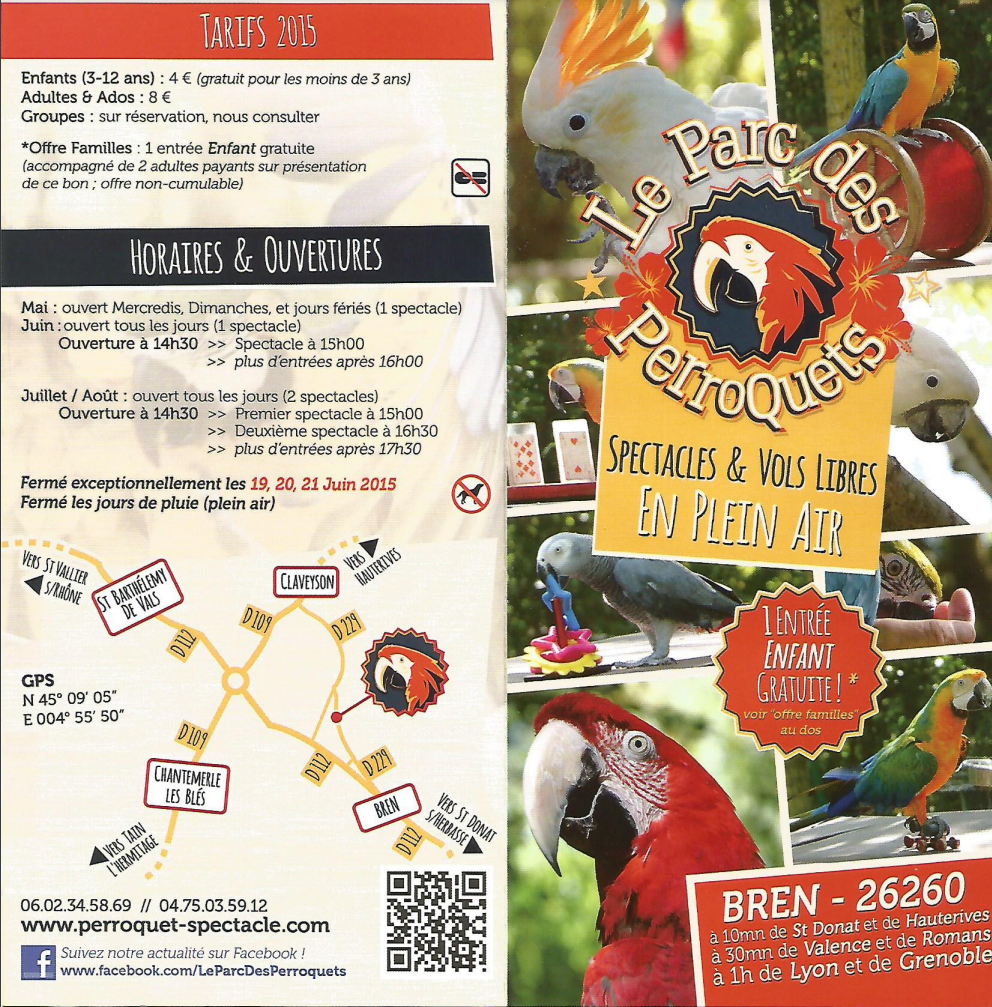 TARIFS 2015
Enfants (3-12 ans) : 4 € (gratuit pour les moins de 3 ans)
Adultes & Ados : 8 €
Groupes : sur réservation, nous consulter
*Offre Familles : 1 entrée Enfant gratuite
(accompagné de 2 adultes payants sur présentation
de ce bon ; offre non-cumulable)
HORAIRES & OUVERTURES
Mai : ouvert Mercredis, Dimanches, et jours fériés (1 spectacle)
Juin : ouvert tous les jours (1 spectacle)
Ouverture à 14h30 >> Spectacle à 15h00
>> plus d'entrées après 16h00
Juillet / Août : ouvert tous les jours (2 spectacles)
Ouverture à 14h30 >> Premier spectacle à 15h00
>> Deuxième spectacle à 16h30
>> plus d'entrées après 17h30
Fermé exceptionnellement les 19, 20, 21 Juin 2015
Fermé les jours de pluie (plein air)
VERS ST VALLIER
S/RHÔNE
ST BARTHÉLEMY
DE VALS
CLAVEYSON
VERS
HAUTERIVES
D112
D109
D229
GPS
N 45° 09' 05"
E 004° 55' 50"
D109
D112
D229
CHANTEMERLE
LES BLÉS
BREN
VERS ST DONAT
S/HERBASSE
D112
VERS TAIN
L'HERMITAGE
06.02.34.58.69 // 04.75.03.59.12
www.perroquet-spectacle.com
f
Suivez notre actualité sur Facebook !
www.facebook.com/LeParcDesPerroquets
Le Parc des
PerroQuets
SPECTACLES & VOLS LIBRES
EN PLEIN AIR
1 ENTRÉE
ENFANT
GRATUITE ! *
voir "offre familles"
au dos
BREN - 26260
à 10mn de St Donat et de Hauterives
à 30mn de Valence et de Romans
à 1h de Lyon et de Grenoble